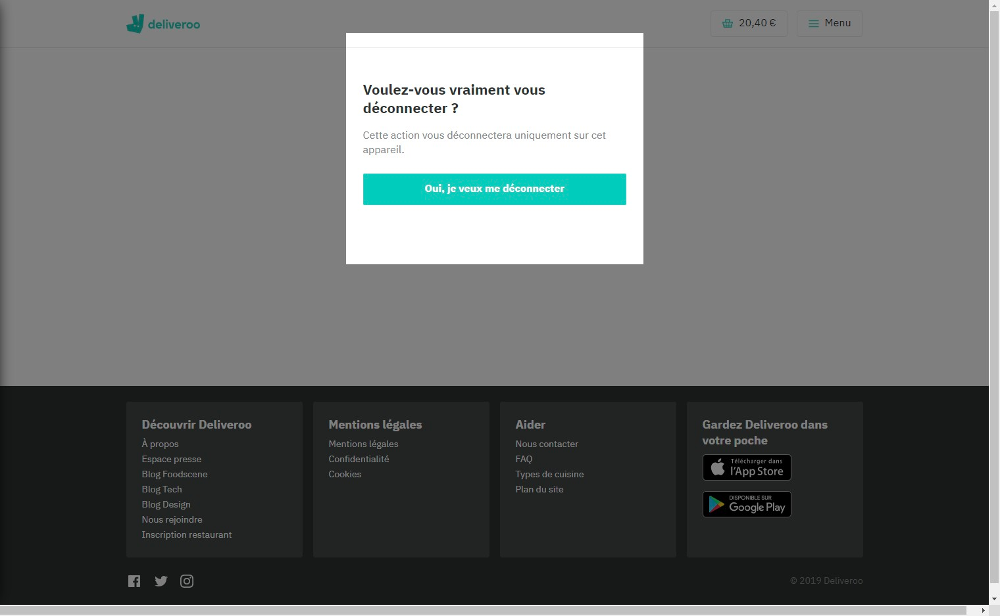 deliveroo
20,40 €
Menu
Voulez-vous vraiment vous
déconnecter ?
Cette action vous déconnectera uniquement sur cet
appareil.
Oui, je veux me déconnecter
Découvrir Deliveroo
À propos
Espace presse
Blog Foodscene
Blog Tech
Blog Design
Nous rejoindre
Inscription restaurant
Mentions légales
Mentions légales
Confidentialité
Cookies
Aider
Nous contacter
FAQ
Types de cuisine
Plan du site
Gardez Deliveroo dans
votre poche
Télécharger dans
l'App Store
DISPONIBLE SUR
Google Play
© 2019 Deliveroo